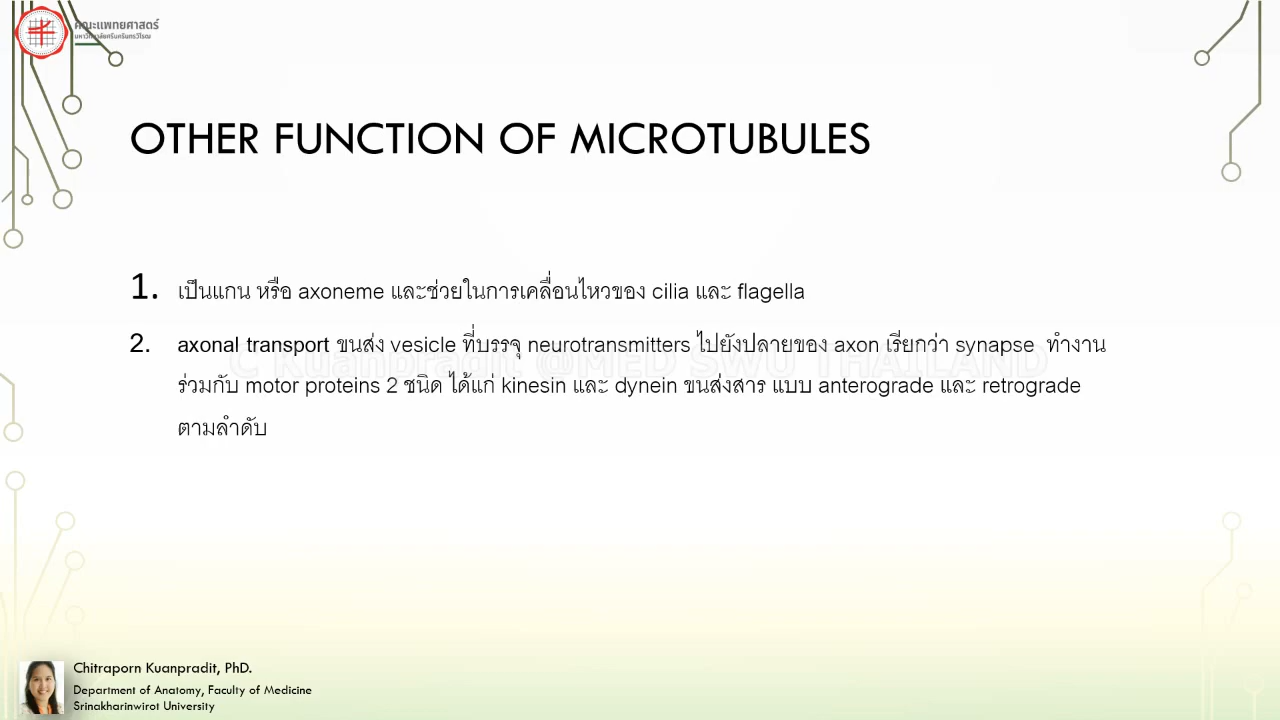 คณะแพทยศาสตร์
มหาวิทยาลัยศรีนครินทรวิโรฒ
OTHER FUNCTION OF MICROTUBULES
1. เป็นแกน หรือ axoneme และช่วยในการเคลื่อนไหวของ cilia และ flagella
2. axonal transport ขนส่ง vesicle ที่บรรจุ neurotransmitters ไปยังปลายของ axon เรียกว่า synapse ทำงาน
C Kuanpradit @MED SWU THAILAND
ร่วมกับ motor proteins 2 ชนิด ได้แก่ kinesin และ dynein ขนส่งสาร แบบ anterograde และ retrograde
ตามลำดับ
Chitraporn Kuanpradit, PhD.
Department of Anatomy, Faculty of Medicine
Srinakharinwirot University